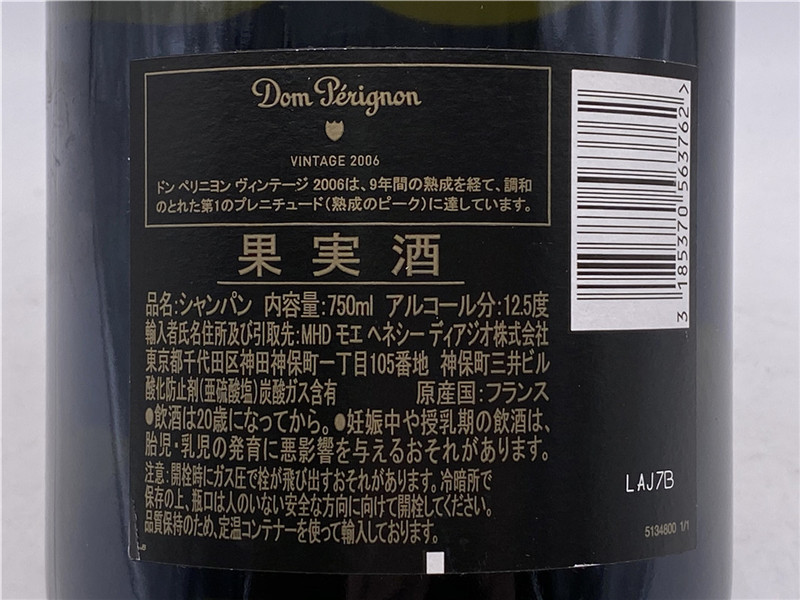 Dom Pérignon
VINTAGE 2006
ドン ペリニヨン ヴィンテージ 2006は、9年間の熟成を経て、調和
のとれた第1のプレニチュード(熟成のピーク)に達しています。
果実酒
品名:シャンパン 内容量:750ml アルコール分:12.5度
輸入者氏名住所及び引取先:MHD モエ ヘネシー ディアジオ株式会社
東京都千代田区神田神保町一丁目105番地 神保町三井ビル
酸化防止剤(亜硫酸塩)炭酸ガス含有 原産国:フランス
●飲酒は20歳になってから。●妊娠中や授乳期の飲酒は、
胎児・乳児の発育に悪影響を与えるおそれがあります。
注意:開栓時にガス圧で栓が飛び出すおそれがあります。冷暗所で
保存の上、瓶口は人のいない安全な方向に向けて開栓してください。
品質保持のため、定温コンテナーを使って輸入しております。
3 185370 563762>
LAJ7B
5134800 1/1